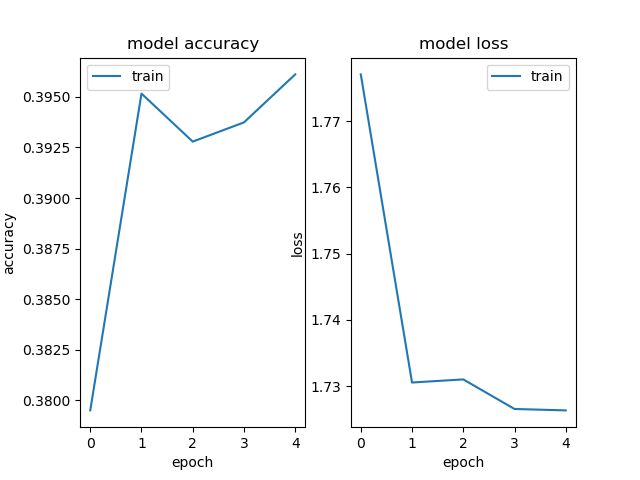 model accuracy
train
0.3950
0.3925
0.3900
0.3875
0.3850
0.3825
0.3800
accuracy
0 1 2 3 4
epoch
model loss
train
1.77
1.76
1.75
1.74
1.73
loss
0 1 2 3 4
epoch